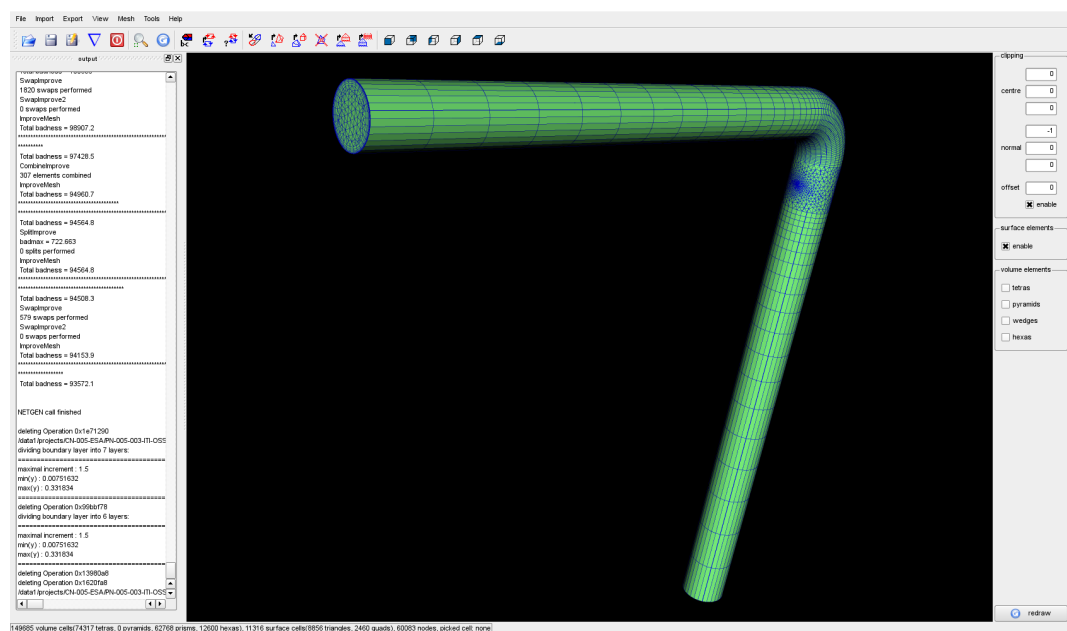 File Import Export View Mesh Tools Help
output
SwapImprove
1820 swaps performed
SwapImprove2
0 swaps performed
ImproveMesh
Total badness = 98907.2
****************************************************************
**********
Total badness = 97428.5
CombineImprove
307 elements combined
ImproveMesh
Total badness = 94960.7
******************************************
****************************************************************
Total badness = 94564.8
SplitImprove
badmax = 722.663
0 splits performed
ImproveMesh
Total badness = 94564.8
****************************************************************
********************************************
Total badness = 94508.3
SwapImprove
579 swaps performed
SwapImprove2
0 swaps performed
ImproveMesh
Total badness = 94153.9
****************************************************************
******************
Total badness = 93572.1
NETGEN call finished
deleting Operation 0x1e71290
/data1/projects/CN-005-ESA/PN-005-003-ITI-OSS
dividing boundary layer into 7 layers:
========================================
maximal increment : 1.5
min(y) : 0.00751632
max(y) : 0.331834
========================================
deleting Operation 0x99bbf78
dividing boundary layer into 6 layers:
========================================
maximal increment : 1.5
min(y) : 0.00751632
max(y) : 0.331834
========================================
deleting Operation 0x13980a8
deleting Operation 0x1620fa8
/data1/projects/CN-005-ESA/PN-005-003-ITI-OSS
clipping
0
centre 0
0
-1
normal 0
0
offset 0
enable
surface elements
enable
volume elements
tetras
pyramids
wedges
hexas
redraw
149685 volume cells(74317 tetras, 0 pyramids, 62768 prisms, 12600 hexas), 11316 surface cells(8856 triangles, 2460 quads), 60083 nodes, picked cell: none